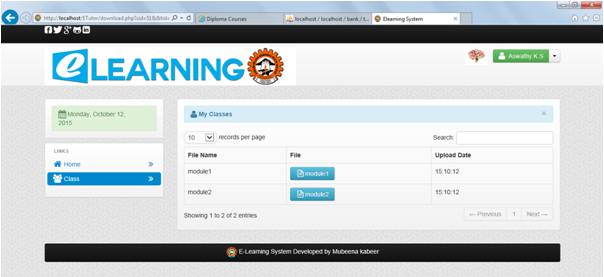 http://localhost/ETutor/download.php?sid=S1&
Diploma Courses
localhost / localhost / bank / t...
Elearning System
eLEARNING
Aswathy K S
Monday, October 12,
2015
LINKS
Home
Class
My Classes
10 records per page
Search:
File Name File Upload Date
module1 module1 15:10:12
module2 module2 15:10:12
Showing 1 to 2 of 2 entries
← Previous 1 Next →
E-Learning System Developed by Mubeena kabeer